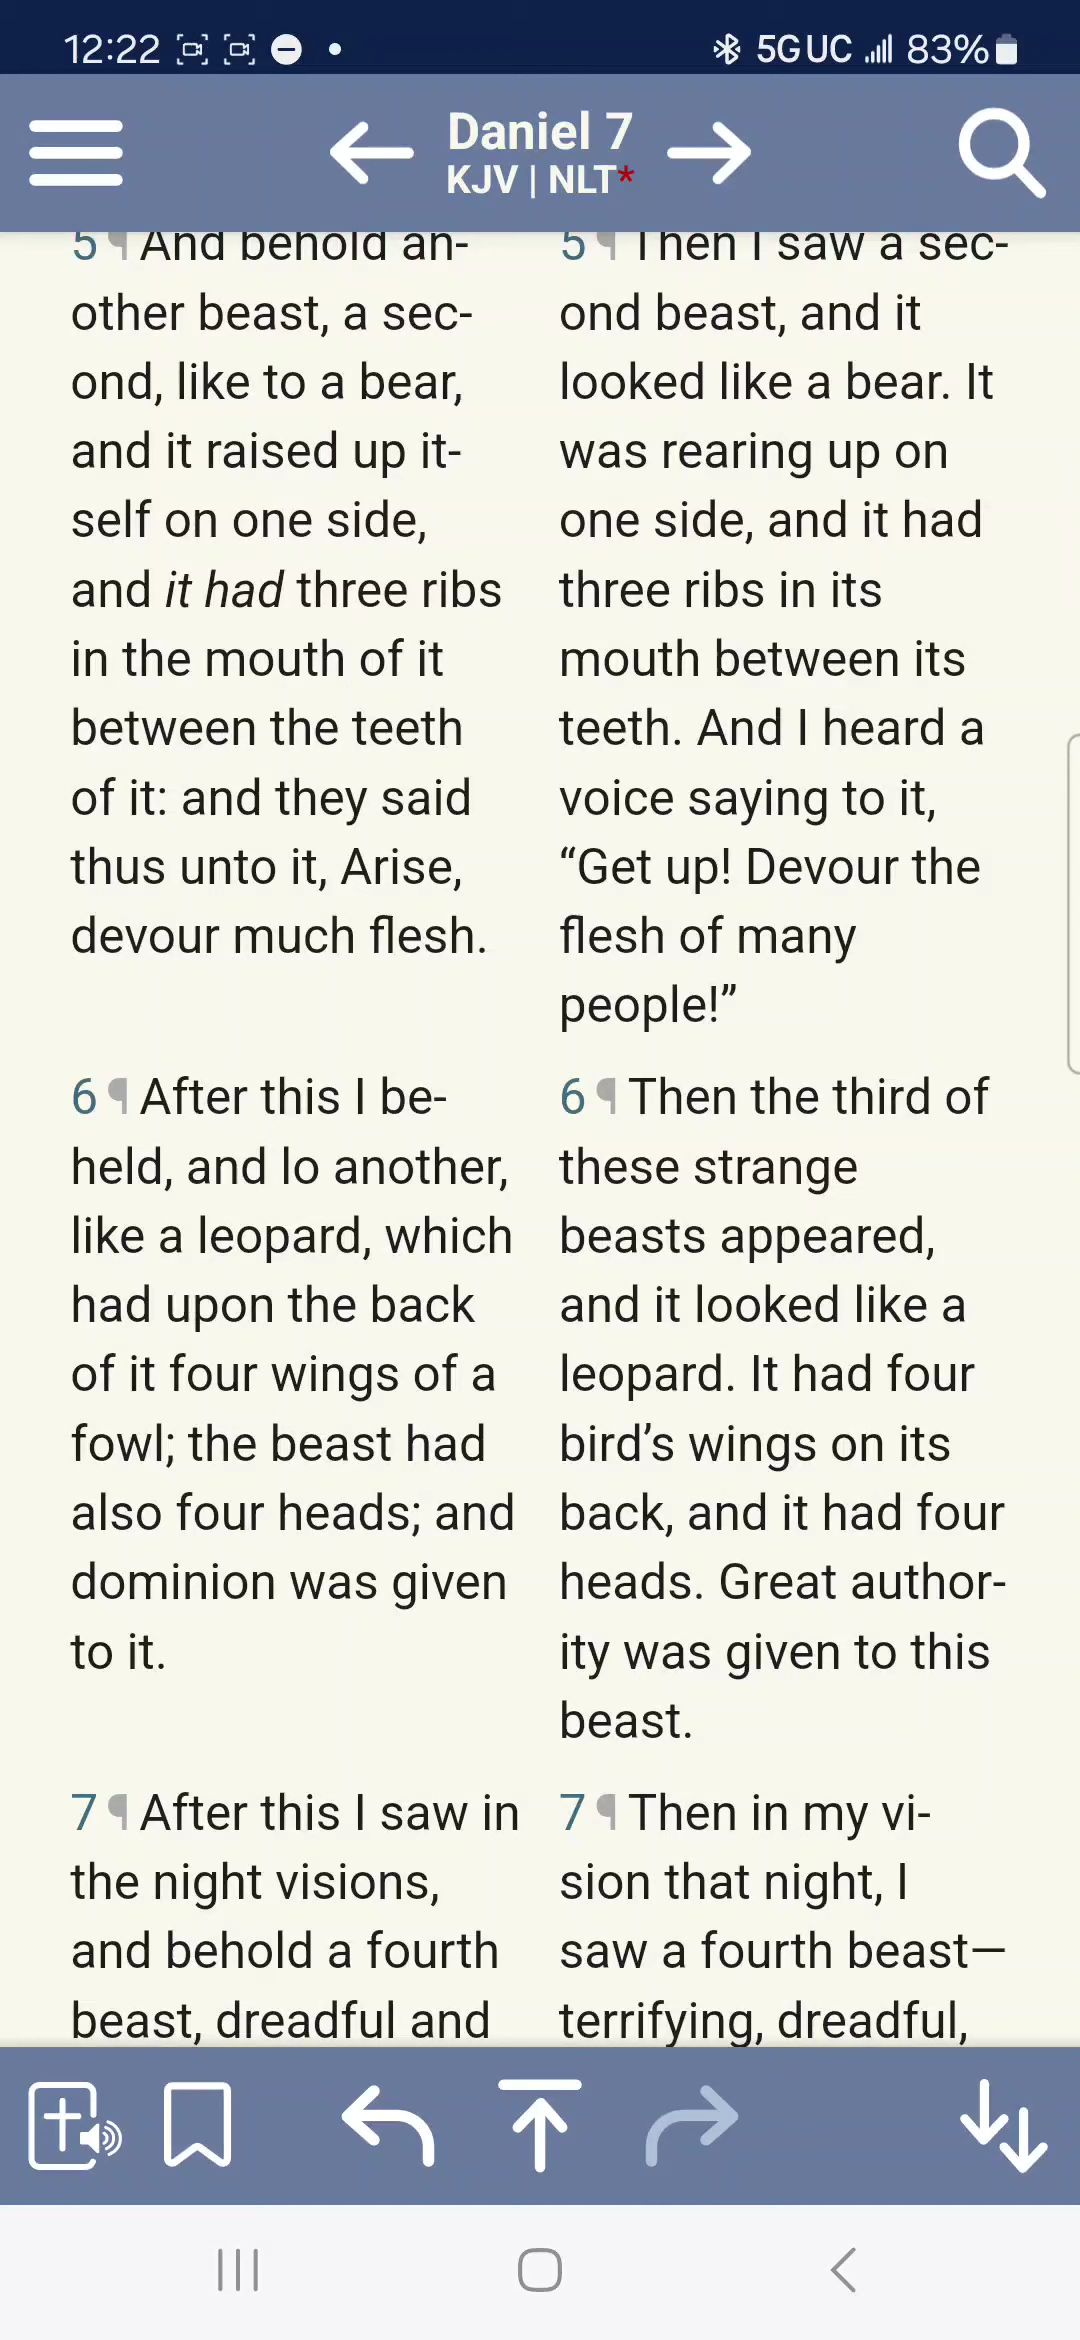 12:22 5G UC 83%
Daniel 7
KJV | NLT*
5 ¶ And behold an-
other beast, a sec-
ond, like to a bear,
and it raised up it-
self on one side,
and it had three ribs
in the mouth of it
between the teeth
of it: and they said
thus unto it, Arise,
devour much flesh.
5 ¶ Then I saw a sec-
ond beast, and it
looked like a bear. It
was rearing up on
one side, and it had
three ribs in its
mouth between its
teeth. And I heard a
voice saying to it,
“Get up! Devour the
flesh of many
people!”
6 ¶ After this I be-
held, and lo another,
like a leopard, which
had upon the back
of it four wings of a
fowl; the beast had
also four heads; and
dominion was given
to it.
6 ¶ Then the third of
these strange
beasts appeared,
and it looked like a
leopard. It had four
bird’s wings on its
back, and it had four
heads. Great author-
ity was given to this
beast.
7 ¶ After this I saw in
the night visions,
and behold a fourth
beast, dreadful and
7 ¶ Then in my vi-
sion that night, I
saw a fourth beast—
terrifying, dreadful,